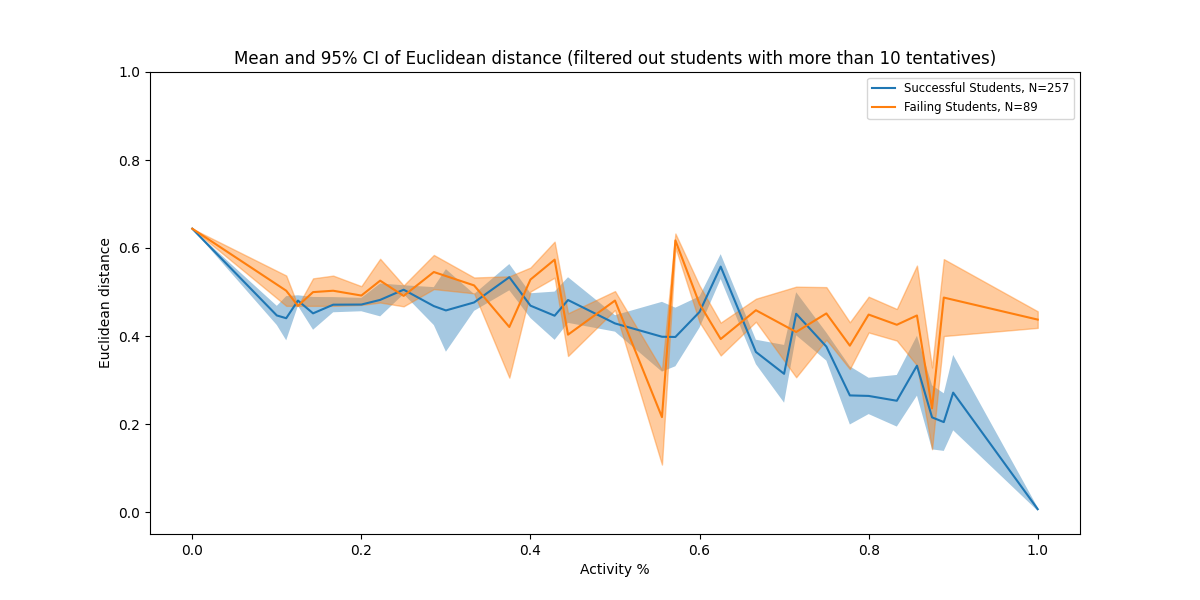 Mean and 95% CI of Euclidean distance (filtered out students with more than 10 tentatives)
Successful Students, N=257
Failing Students, N=89
1.0
0.8
0.6
0.4
0.2
0.0
Euclidean distance
0.0 0.2 0.4 0.6 0.8 1.0
Activity %